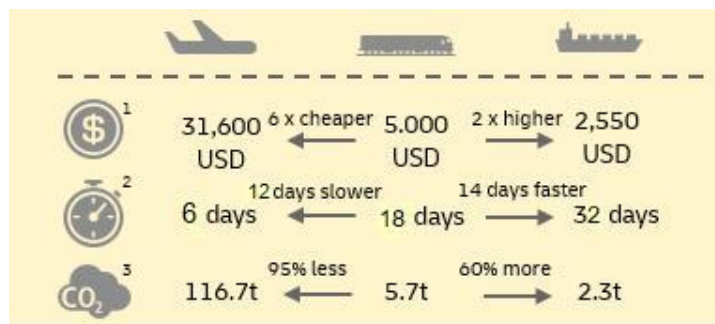 $ 1
31,600 6 x cheaper 5.000 2 x higher 2,550
USD USD USD
2
12 days slower 14 days faster
6 days 18 days 32 days
3
95% less 60% more
CO2 116.7t 5.7t 2.3t